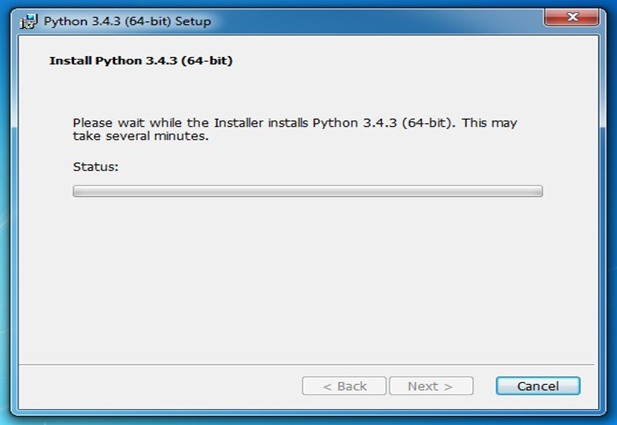 Python 3.4.3 (64-bit) Setup
Install Python 3.4.3 (64-bit)
Please wait while the Installer installs Python 3.4.3 (64-bit). This may
take several minutes.
Status:
< Back
Next >
Cancel